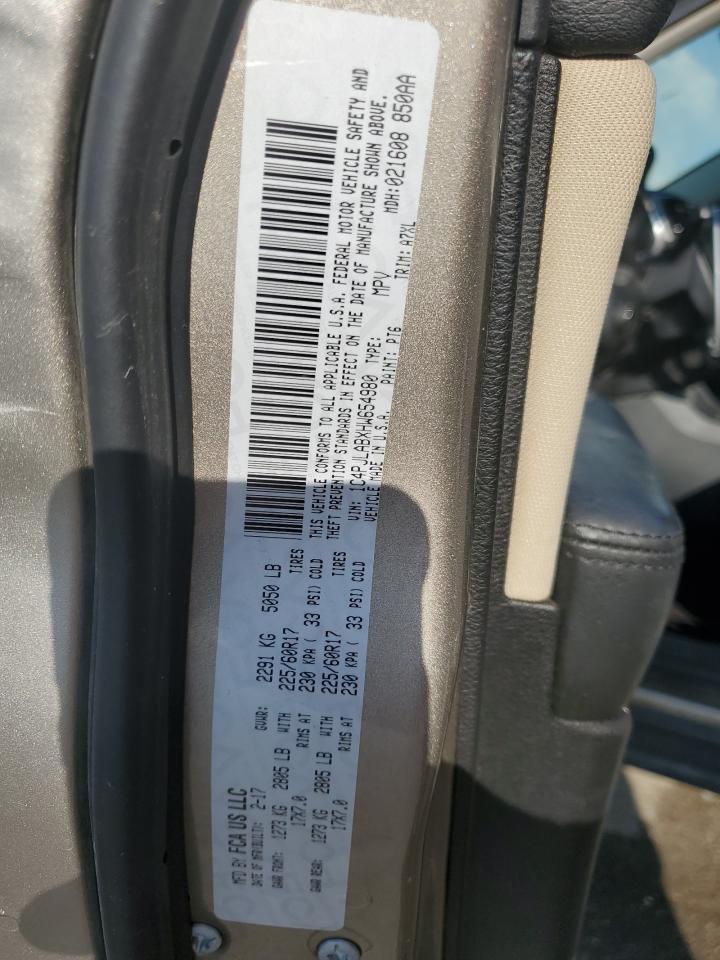 MFD BY FCA US LLC
DATE OF MFR(BUILT): 2-17 GVWR: 2291 KG 5050 LB
GAWR FRONT: 1273 KG 2805 LB WITH 225/60R17 TIRES
17X7.0 RIMS AT 230 KPA ( 33 PSI) COLD
GAWR REAR: 1273 KG 2805 LB WITH 225/60R17 TIRES
17X7.0 RIMS AT 230 KPA ( 33 PSI) COLD
THIS VEHICLE CONFORMS TO ALL APPLICABLE U.S.A. FEDERAL MOTOR VEHICLE SAFETY AND
THEFT PREVENTION STANDARDS IN EFFECT ON THE DATE OF MANUFACTURE SHOWN ABOVE.
VIN: 1C4PJLABXHW654980 TYPE: MPV MDH:021608 850AA
VEHICLE MADE IN U.S.A. PAINT: PTG TRIM: A7XL